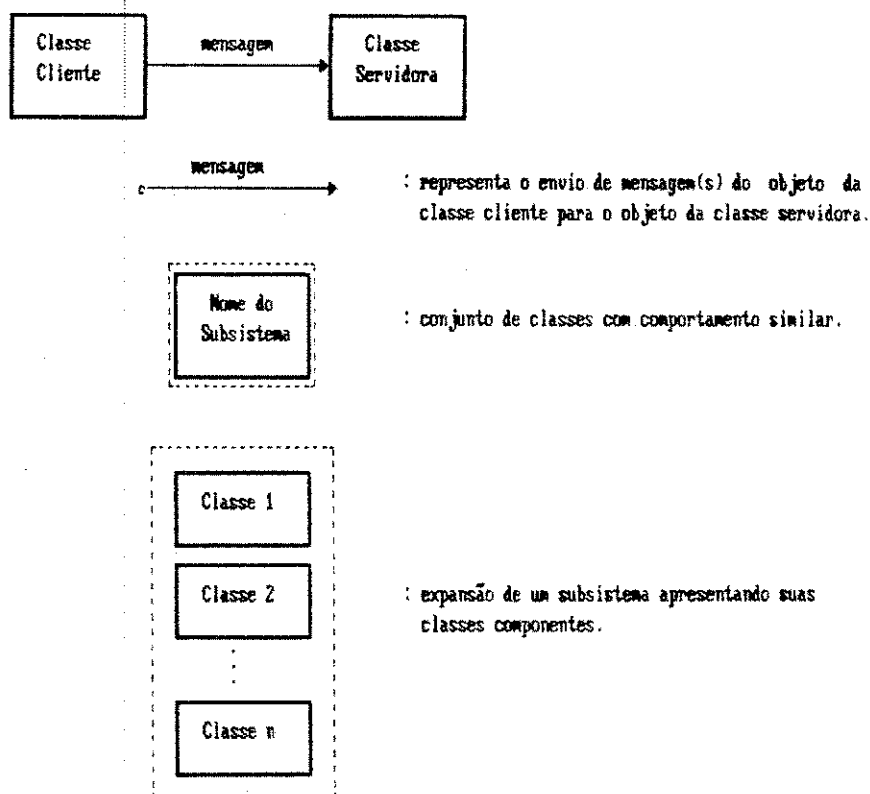 Classe
Cliente
mensagem
Classe
Servidora
mensagem
: representa o envio de mensagem(s) do objeto da
classe cliente para o objeto da classe servidora.
Nome do
Subsistema
: conjunto de classes com comportamento similar.
Classe 1
Classe 2
: expansão de um subsistema apresentando suas
classes componentes.
Classe n